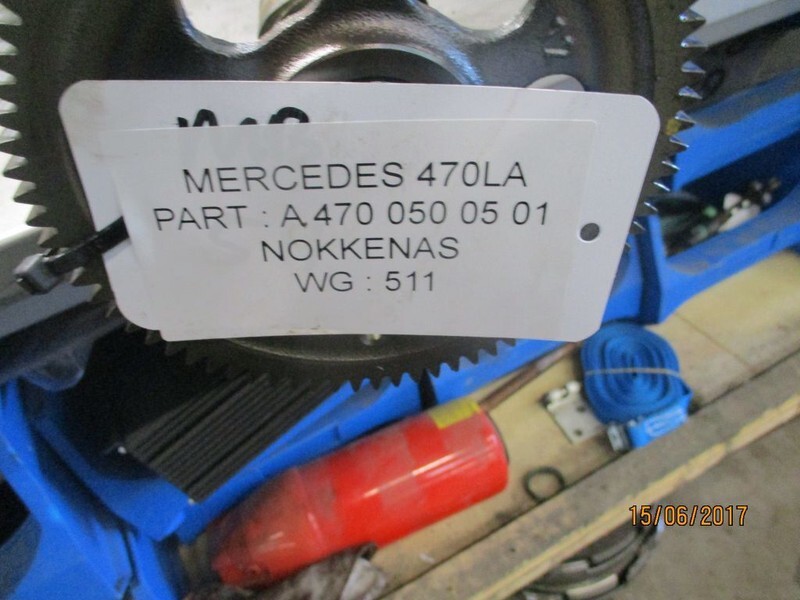 MERCEDES 470LA
PART : A 470 050 05 01
NOKKENAS
WG : 511
15/06/2017